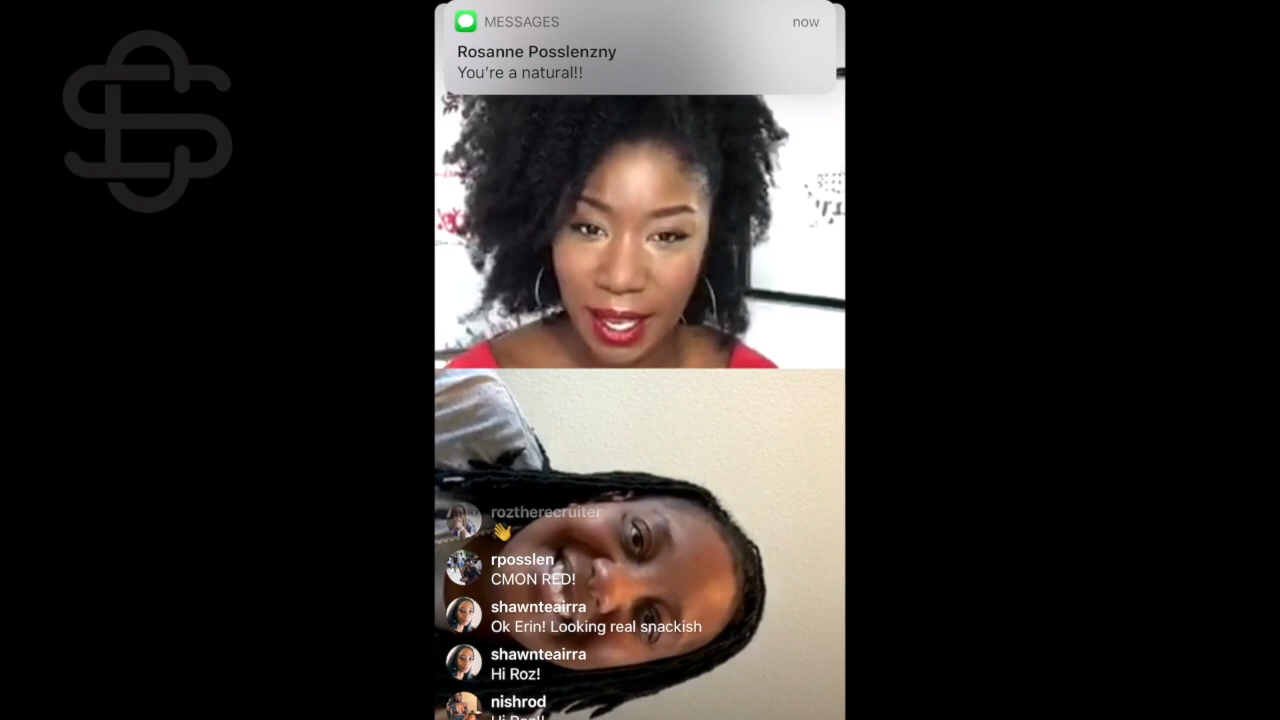 MESSAGES now
Rosanne Posslenzny
You're a natural!!
roztherecruiter
👋
rposslen
CMON RED!
shawnteairra
Ok Erin! Looking real snackish
shawnteairra
Hi Roz!
nishrod